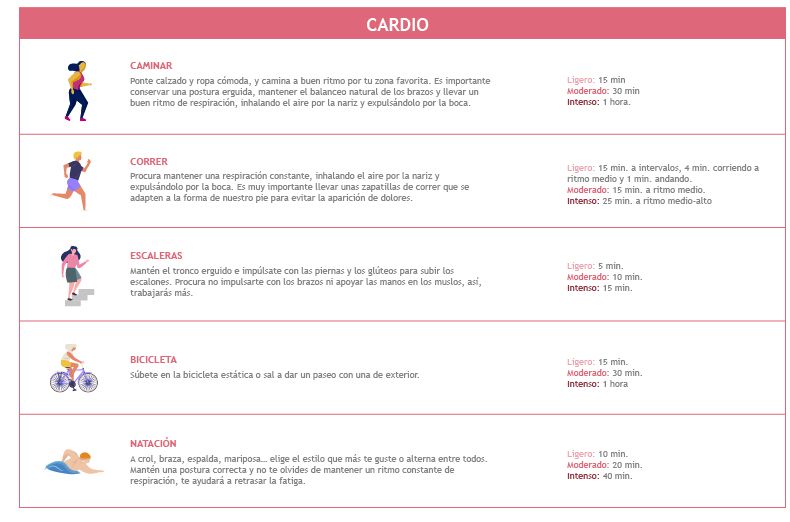 CARDIO
CAMINAR
Ponte calzado y ropa cómoda, y camina a buen ritmo por tu zona favorita. Es importante
conservar una postura erguida, mantener el balanceo natural de los brazos y llevar un
buen ritmo de respiración, inhalando el aire por la nariz y expulsándolo por la boca.
Ligero: 15 min
Moderado: 30 min
Intenso: 1 hora.
CORRER
Procura mantener una respiración constante, inhalando el aire por la nariz y
expulsándolo por la boca. Es muy importante llevar unas zapatillas de correr que se
adapten a la forma de nuestro pie para evitar la aparición de dolores.
Ligero: 15 min. a intervalos, 4 min. corriendo a
ritmo medio y 1 min. andando.
Moderado: 15 min. a ritmo medio.
Intenso: 25 min. a ritmo medio-alto
ESCALERAS
Mantén el tronco erguido e impúlsate con las piernas y los glúteos para subir los
escalones. Procura no impulsarte con los brazos ni apoyar las manos en los muslos, así,
trabajarás más.
Ligero: 5 min.
Moderado: 10 min.
Intenso: 15 min.
BICICLETA
Súbete en la bicicleta estática o sal a dar un paseo con una de exterior.
Ligero: 15 min.
Moderado: 30 min.
Intenso: 1 hora
NATACIÓN
A crol, braza, espalda, mariposa... elige el estilo que más te guste o alterna entre todos.
Mantén una postura correcta y no te olvides de mantener un ritmo constante de
respiración, te ayudará a retrasar la fatiga.
Ligero: 10 min.
Moderado: 20 min.
Intenso: 40 min.